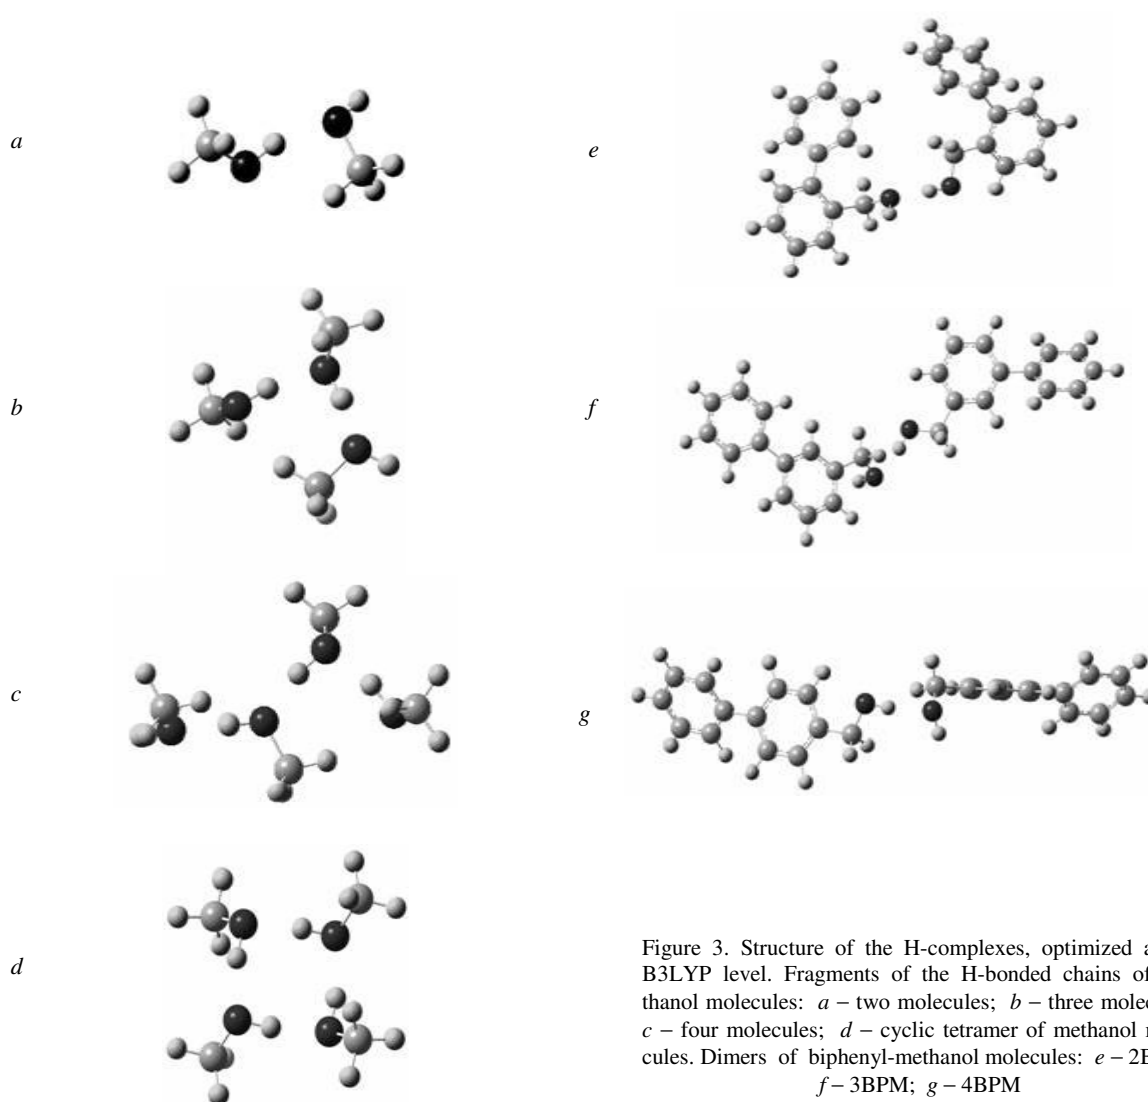 a
e
b
f
c
g
d
Figure 3. Structure of the H-complexes, optimized a
B3LYP level. Fragments of the H-bonded chains of
thanol molecules: a – two molecules; b – three molec
c – four molecules; d – cyclic tetramer of methanol m
cules. Dimers of biphenyl-methanol molecules: e – 2B
f – 3BPM; g – 4BPM